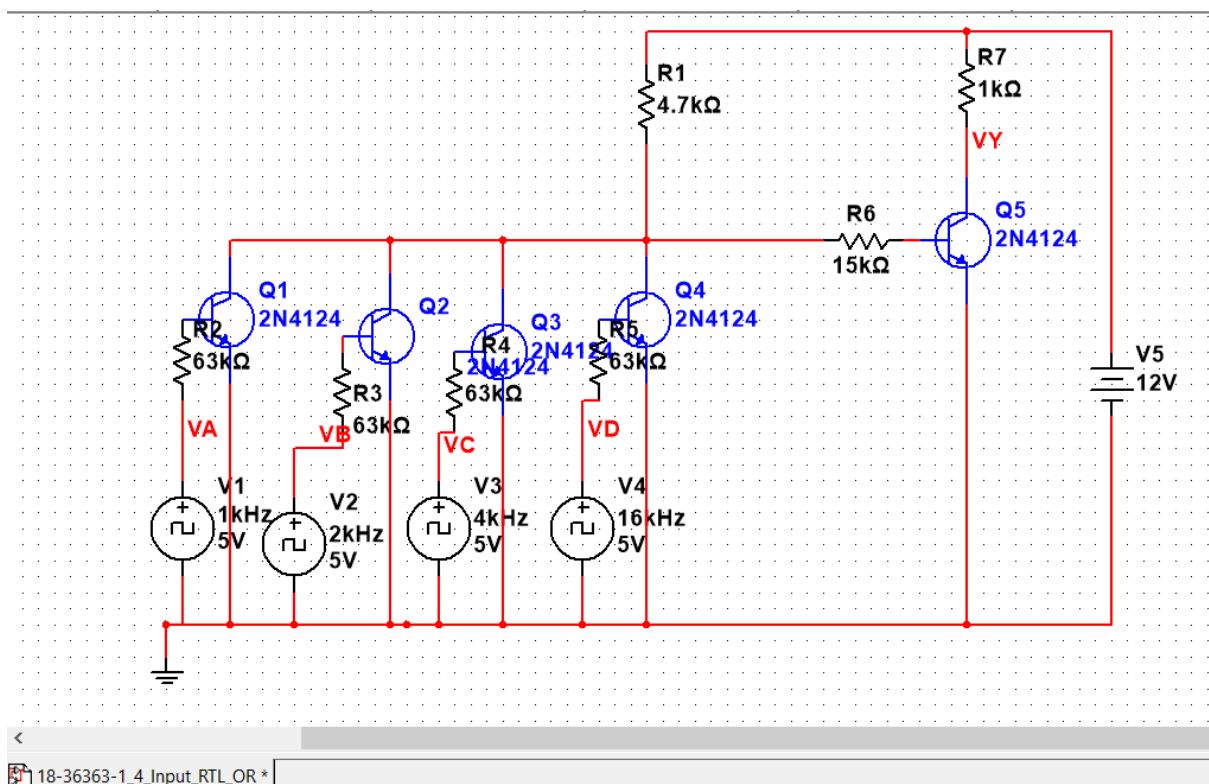 R1
4.7kΩ
R7
1kΩ
VY
R6
15kΩ
Q5
2N4124
Q1
2N4124
R2
63kΩ
Q2
2N4124
R3
63kΩ
Q3
2N4124
R4
63kΩ
Q4
2N4124
R5
63kΩ
V5
12V
VA
VB
VC
VD
V1
1kHz
5V
V2
2kHz
5V
V3
4kHz
5V
V4
16kHz
5V
18-36363-1_4_Input_RTL_OR *